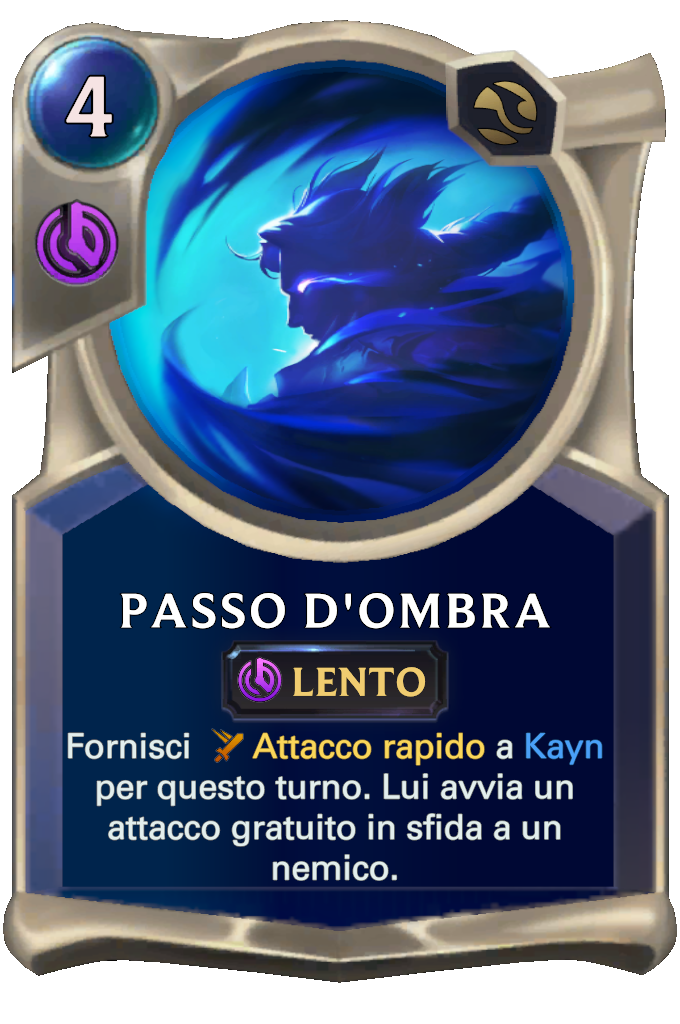 4
PASSO D'OMBRA
LENTO
Fornisci Attacco rapido a Kayn
per questo turno. Lui avvia un
attacco gratuito in sfida a un
nemico.